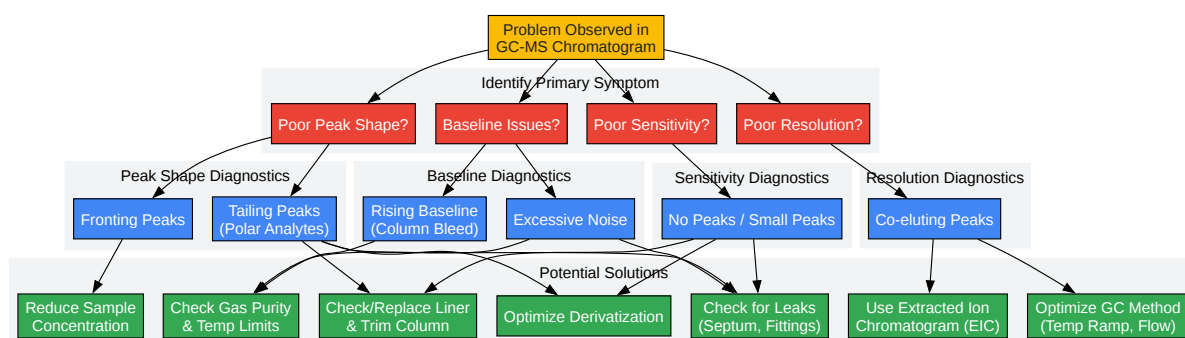 Problem Observed in
GC-MS Chromatogram
Identify Primary Symptom
Poor Peak Shape?
Baseline Issues?
Poor Sensitivity?
Poor Resolution?
Peak Shape Diagnostics
Baseline Diagnostics
Sensitivity Diagnostics
Resolution Diagnostics
Fronting Peaks
Tailing Peaks
(Polar Analytes)
Rising Baseline
(Column Bleed)
Excessive Noise
No Peaks / Small Peaks
Co-eluting Peaks
Potential Solutions
Reduce Sample
Concentration
Check Gas Purity
& Temp Limits
Check/Replace Liner
& Trim Column
Optimize Derivatization
Check for Leaks
(Septum, Fittings)
Use Extracted Ion
Chromatogram (EIC)
Optimize GC Method
(Temp Ramp, Flow)